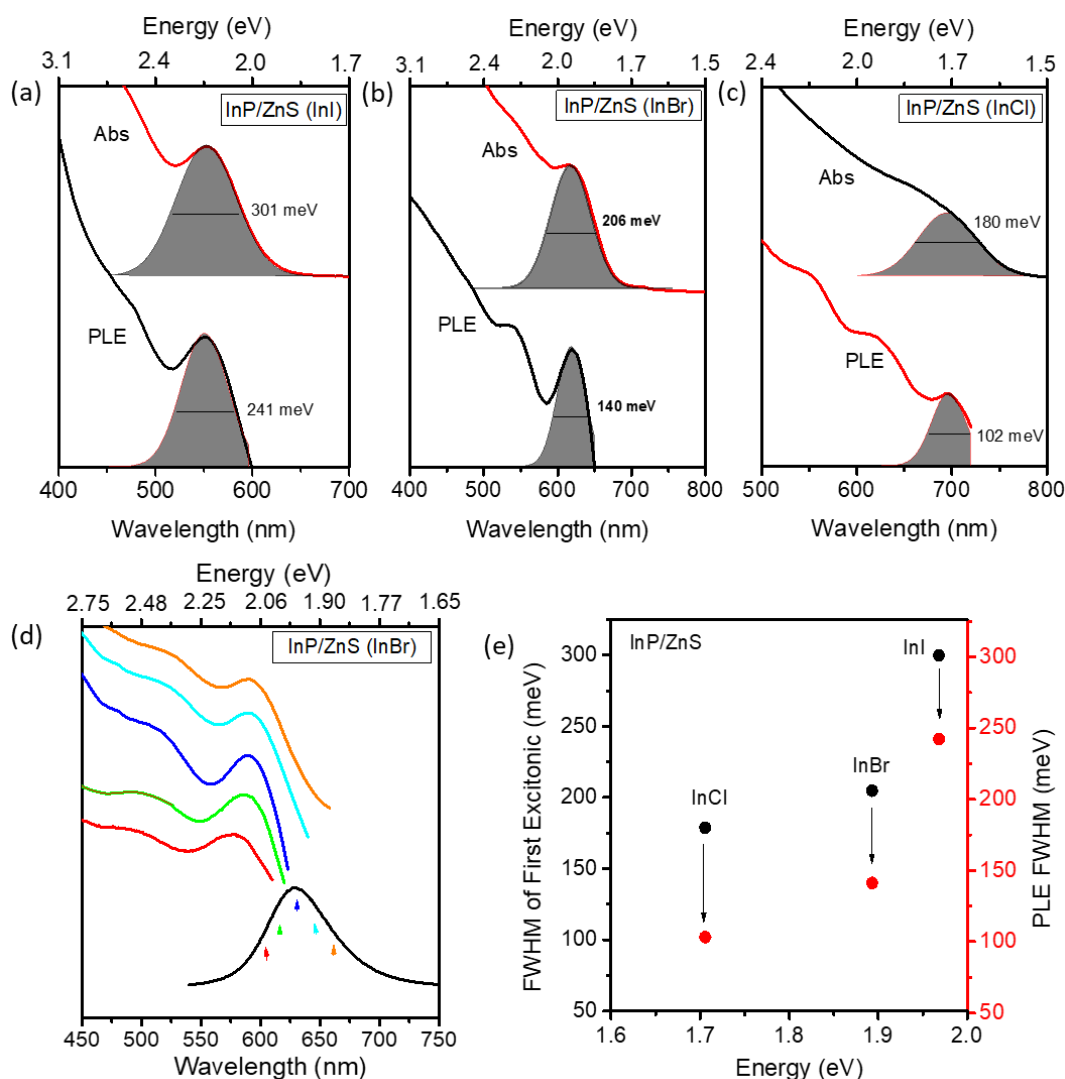 Energy (eV)
3.1 2.4 2.0 1.7
(a)
InP/ZnS (InI)
Abs
301 meV
PLE
241 meV
400 500 600 700
Wavelength (nm)
Energy (eV)
3.1 2.4 2.0 1.7 1.5
(b)
InP/ZnS (InBr)
Abs
206 meV
PLE
140 meV
400 500 600 700 800
Wavelength (nm)
Energy (eV)
2.4 2.0 1.7 1.5
(c)
InP/ZnS (InCl)
Abs
180 meV
PLE
102 meV
500 600 700 800
Wavelength (nm)
Energy (eV)
2.75 2.48 2.25 2.06 1.90 1.77 1.65
(d)
InP/ZnS (InBr)
450 500 550 600 650 700 750
Wavelength (nm)
(e)
InP/ZnS
InI
InBr
InCl
FWHM of First Excitonic (meV)
300
250
200
150
100
50
PLE FWHM (meV)
300
250
200
150
100
50
1.6 1.7 1.8 1.9 2.0
Energy (eV)